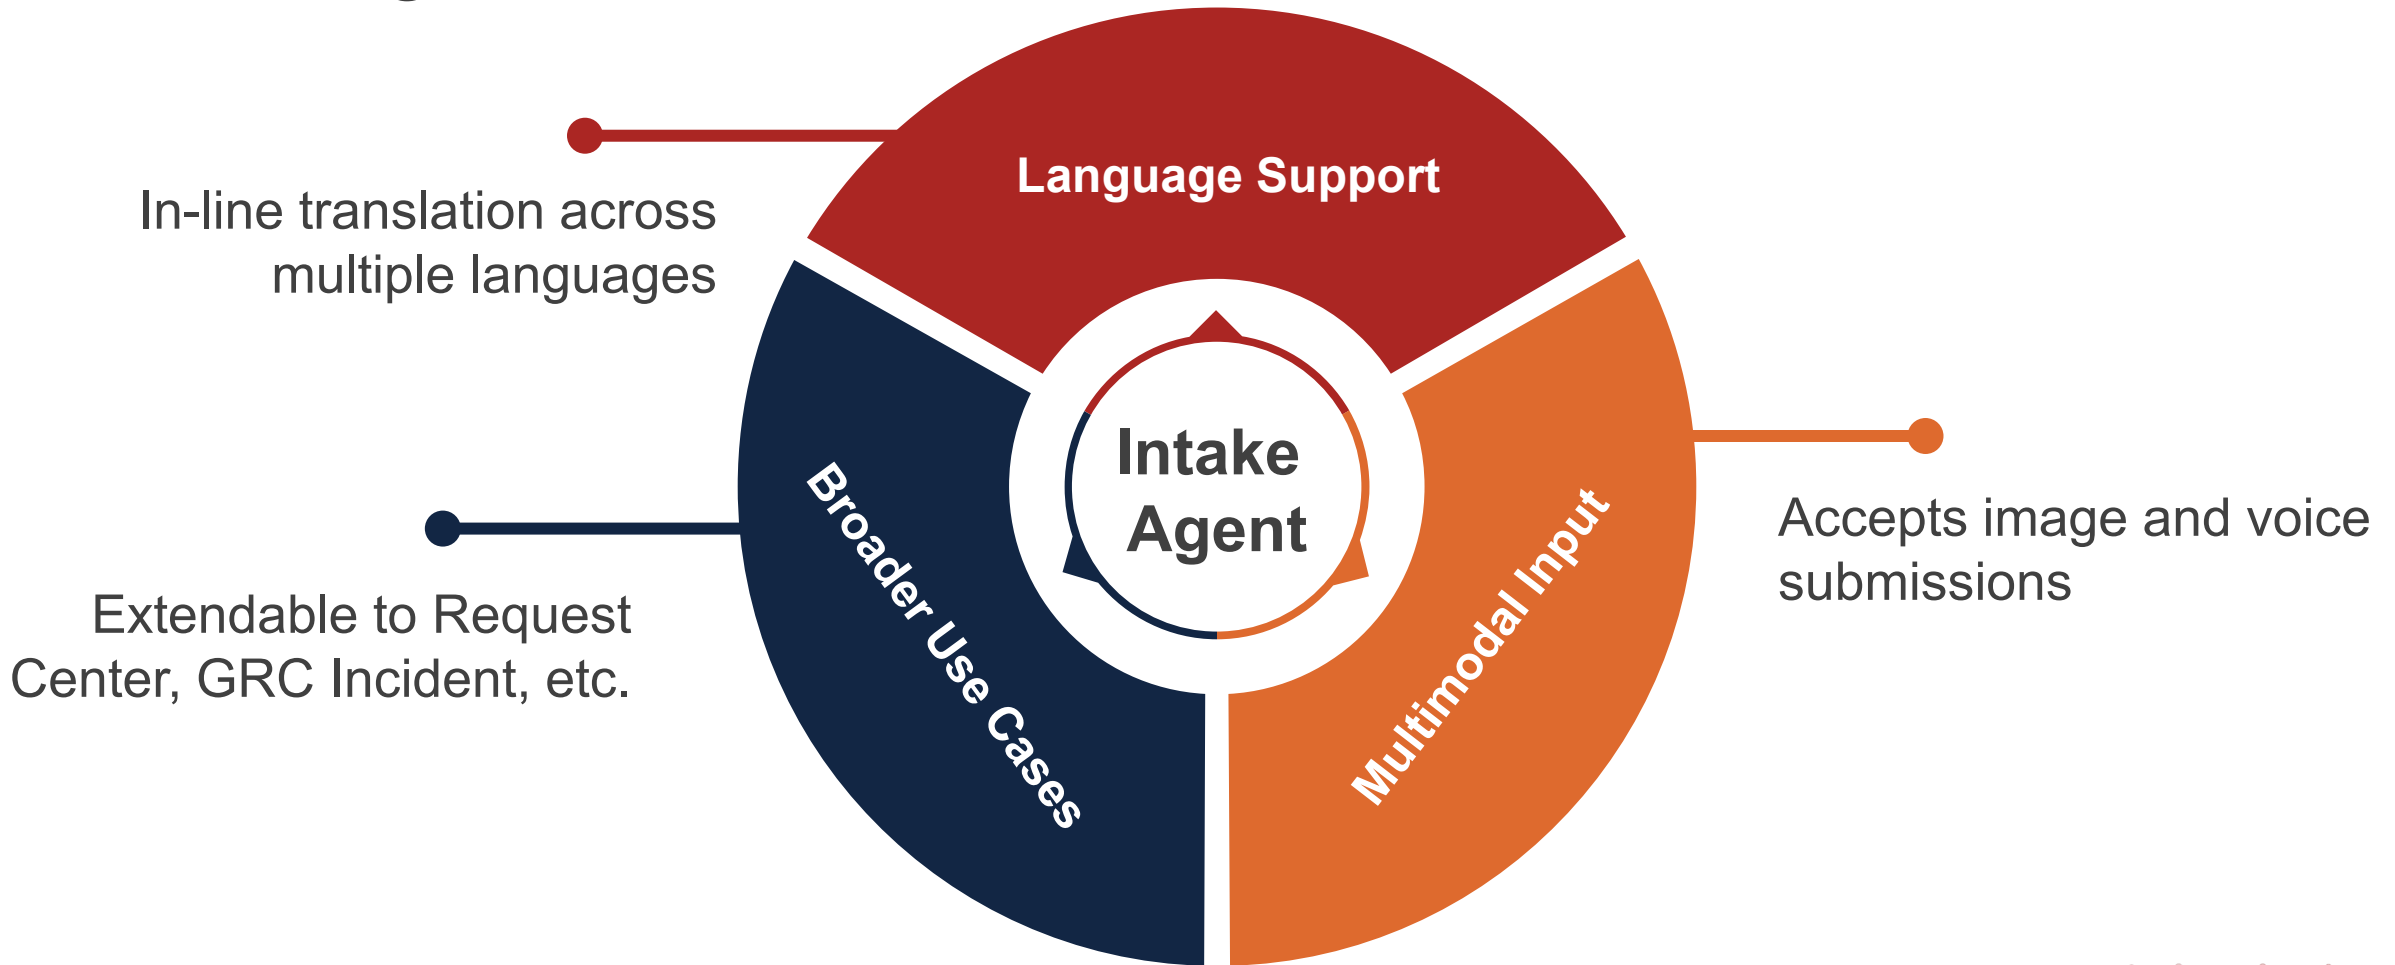 Language Support
In-line translation across
multiple languages
Intake
Agent
Broader Use Cases
Multimodal Input
Accepts image and voice
submissions
Extendable to Request
Center, GRC Incident, etc.